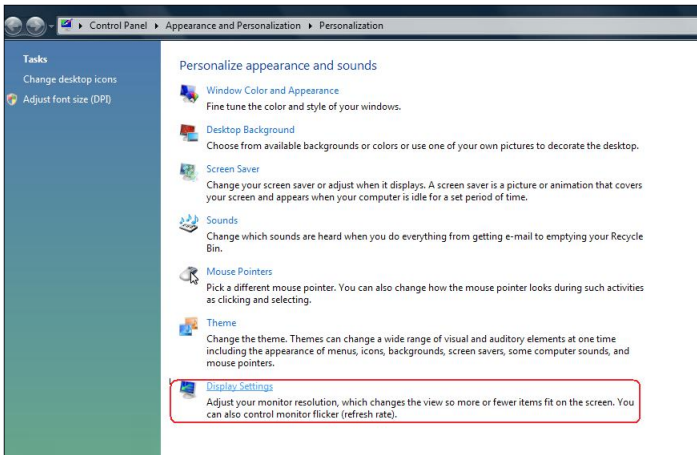 Control Panel ▸ Appearance and Personalization ▸ Personalization
Tasks
Change desktop icons
Adjust font size (DPI)
Personalize appearance and sounds
Window Color and Appearance
Fine tune the color and style of your windows.
Desktop Background
Choose from available backgrounds or colors or use one of your own pictures to decorate the desktop.
Screen Saver
Change your screen saver or adjust when it displays. A screen saver is a picture or animation that covers
your screen and appears when your computer is idle for a set period of time.
Sounds
Change which sounds are heard when you do everything from getting e-mail to emptying your Recycle
Bin.
Mouse Pointers
Pick a different mouse pointer. You can also change how the mouse pointer looks during such activities
as clicking and selecting.
Theme
Change the theme. Themes can change a wide range of visual and auditory elements at one time
including the appearance of menus, icons, backgrounds, screen savers, some computer sounds, and
mouse pointers.
Display Settings
Adjust your monitor resolution, which changes the view so more or fewer items fit on the screen. You
can also control monitor flicker (refresh rate).